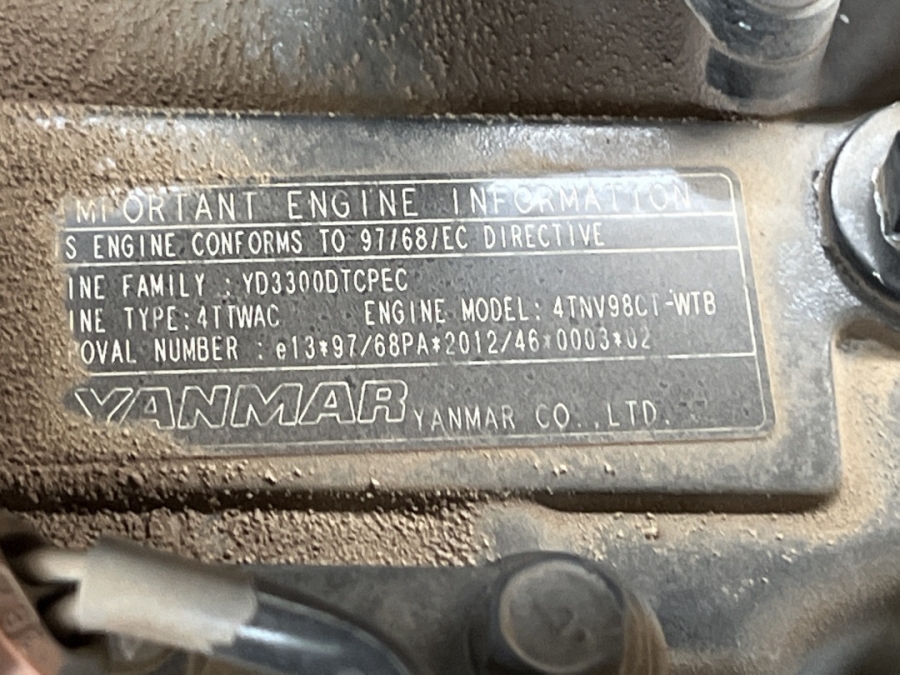 MPORTANT ENGINE INFORMATION
S ENGINE CONFORMS TO 97/68/EC DIRECTIVE
INE FAMILY : YD3300DTCPEC
INE TYPE:4TTWAC ENGINE MODEL: 4TNV98CT-WTB
OVAL NUMBER : e13*97/68PA*2012/46*0003*02
YANMAR YANMAR CO.,LTD.